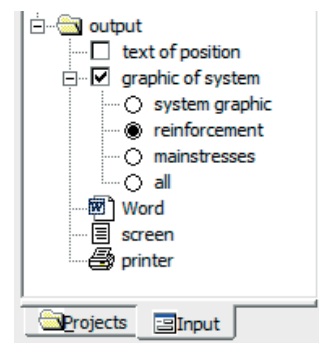 output
text of position
graphic of system
system graphic
reinforcement
mainstresses
all
Word
screen
printer
Projects
Input